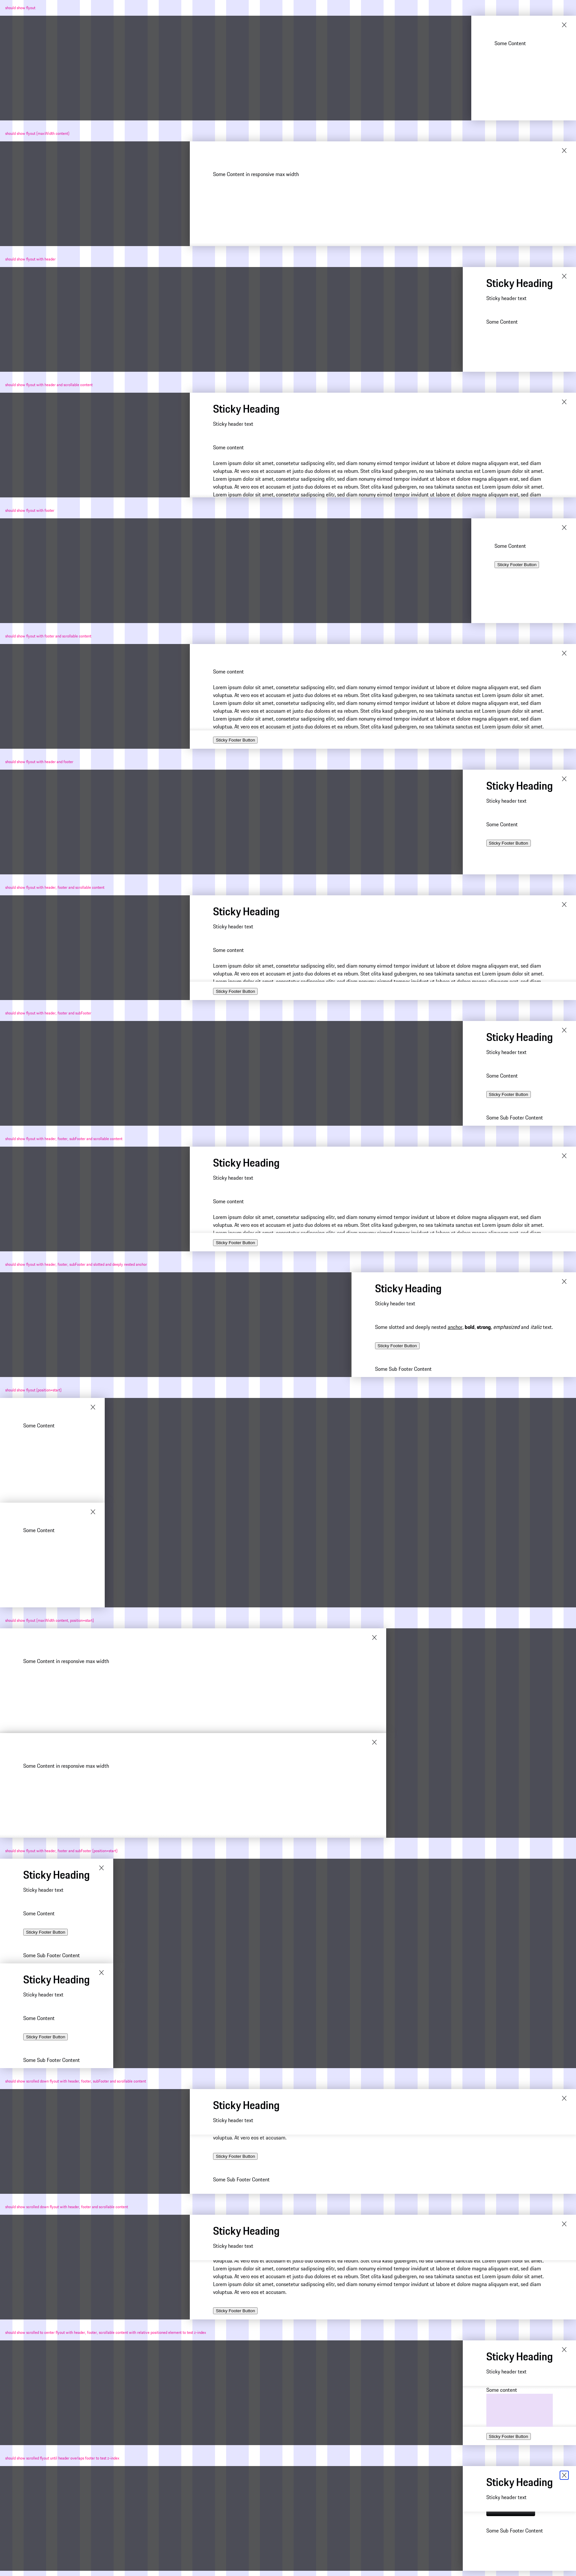 should show flyout
Some Content
should show flyout (maxWidth content)
Some Content in responsive max width
should show flyout with header
Sticky Heading
Sticky header text
Some Content
should show flyout with header and scrollable content
Sticky Heading
Sticky header text
Some content
Lorem ipsum dolor sit amet, consetetur sadipscing elitr, sed diam nonumy eirmod tempor invidunt ut labore et dolore magna aliquyam erat, sed diam
voluptua. At vero eos et accusam et justo duo dolores et ea rebum. Stet clita kasd gubergren, no sea takimata sanctus est Lorem ipsum dolor sit amet.
Lorem ipsum dolor sit amet, consetetur sadipscing elitr, sed diam nonumy eirmod tempor invidunt ut labore et dolore magna aliquyam erat, sed diam
voluptua. At vero eos et accusam et justo duo dolores et ea rebum. Stet clita kasd gubergren, no sea takimata sanctus est Lorem ipsum dolor sit amet.
Lorem ipsum dolor sit amet, consetetur sadipscing elitr, sed diam nonumy eirmod tempor invidunt ut labore et dolore magna aliquyam erat, sed diam
should show flyout with footer
Some Content
Sticky Footer Button
should show flyout with footer and scrollable content
Some content
Lorem ipsum dolor sit amet, consetetur sadipscing elitr, sed diam nonumy eirmod tempor invidunt ut labore et dolore magna aliquyam erat, sed diam
voluptua. At vero eos et accusam et justo duo dolores et ea rebum. Stet clita kasd gubergren, no sea takimata sanctus est Lorem ipsum dolor sit amet.
Lorem ipsum dolor sit amet, consetetur sadipscing elitr, sed diam nonumy eirmod tempor invidunt ut labore et dolore magna aliquyam erat, sed diam
voluptua. At vero eos et accusam et justo duo dolores et ea rebum. Stet clita kasd gubergren, no sea takimata sanctus est Lorem ipsum dolor sit amet.
Lorem ipsum dolor sit amet, consetetur sadipscing elitr, sed diam nonumy eirmod tempor invidunt ut labore et dolore magna aliquyam erat, sed diam
voluptua. At vero eos et accusam et justo duo dolores et ea rebum. Stet clita kasd gubergren, no sea takimata sanctus est Lorem ipsum dolor sit amet.
Sticky Footer Button
should show flyout with header and footer
Sticky Heading
Sticky header text
Some Content
Sticky Footer Button
should show flyout with header, footer and scrollable content
Sticky Heading
Sticky header text
Some content
Lorem ipsum dolor sit amet, consetetur sadipscing elitr, sed diam nonumy eirmod tempor invidunt ut labore et dolore magna aliquyam erat, sed diam
voluptua. At vero eos et accusam et justo duo dolores et ea rebum. Stet clita kasd gubergren, no sea takimata sanctus est Lorem ipsum dolor sit amet.
Sticky Footer Button
should show flyout with header, footer and subFooter
Sticky Heading
Sticky header text
Some Content
Sticky Footer Button
Some Sub Footer Content
should show flyout with header, footer, subFooter and scrollable content
Sticky Heading
Sticky header text
Some content
Lorem ipsum dolor sit amet, consetetur sadipscing elitr, sed diam nonumy eirmod tempor invidunt ut labore et dolore magna aliquyam erat, sed diam
voluptua. At vero eos et accusam et justo duo dolores et ea rebum. Stet clita kasd gubergren, no sea takimata sanctus est Lorem ipsum dolor sit amet.
Sticky Footer Button
should show flyout with header, footer, subFooter and slotted and deeply nested anchor
Sticky Heading
Sticky header text
Some slotted and deeply nested anchor, bold, strong, emphasized and italic text.
Sticky Footer Button
Some Sub Footer Content
should show flyout (position=start)
Some Content
Some Content
should show flyout (maxWidth content, position=start)
Some Content in responsive max width
Some Content in responsive max width
should show flyout with header, footer and subFooter (position=start)
Sticky Heading
Sticky header text
Some Content
Sticky Footer Button
Some Sub Footer Content
Sticky Heading
Sticky header text
Some Content
Sticky Footer Button
Some Sub Footer Content
should show scrolled down flyout with header, footer, subFooter and scrollable content
Sticky Heading
Sticky header text
voluptua. At vero eos et accusam.
Sticky Footer Button
Some Sub Footer Content
should show scrolled down flyout with header, footer and scrollable content
Sticky Heading
Sticky header text
voluptua. At vero eos et accusam et justo duo dolores et ea rebum. Stet clita kasd gubergren, no sea takimata sanctus est Lorem ipsum dolor sit amet.
Lorem ipsum dolor sit amet, consetetur sadipscing elitr, sed diam nonumy eirmod tempor invidunt ut labore et dolore magna aliquyam erat, sed diam
voluptua. At vero eos et accusam et justo duo dolores et ea rebum. Stet clita kasd gubergren, no sea takimata sanctus est Lorem ipsum dolor sit amet.
Lorem ipsum dolor sit amet, consetetur sadipscing elitr, sed diam nonumy eirmod tempor invidunt ut labore et dolore magna aliquyam erat, sed diam
voluptua. At vero eos et accusam.
Sticky Footer Button
should show scrolled to center flyout with header, footer, scrollable content with relative positioned element to test z-index
Sticky Heading
Sticky header text
Some content
Sticky Footer Button
should show scrolled flyout until header overlaps footer to test z-index
Sticky Heading
Sticky header text
Some Sub Footer Content